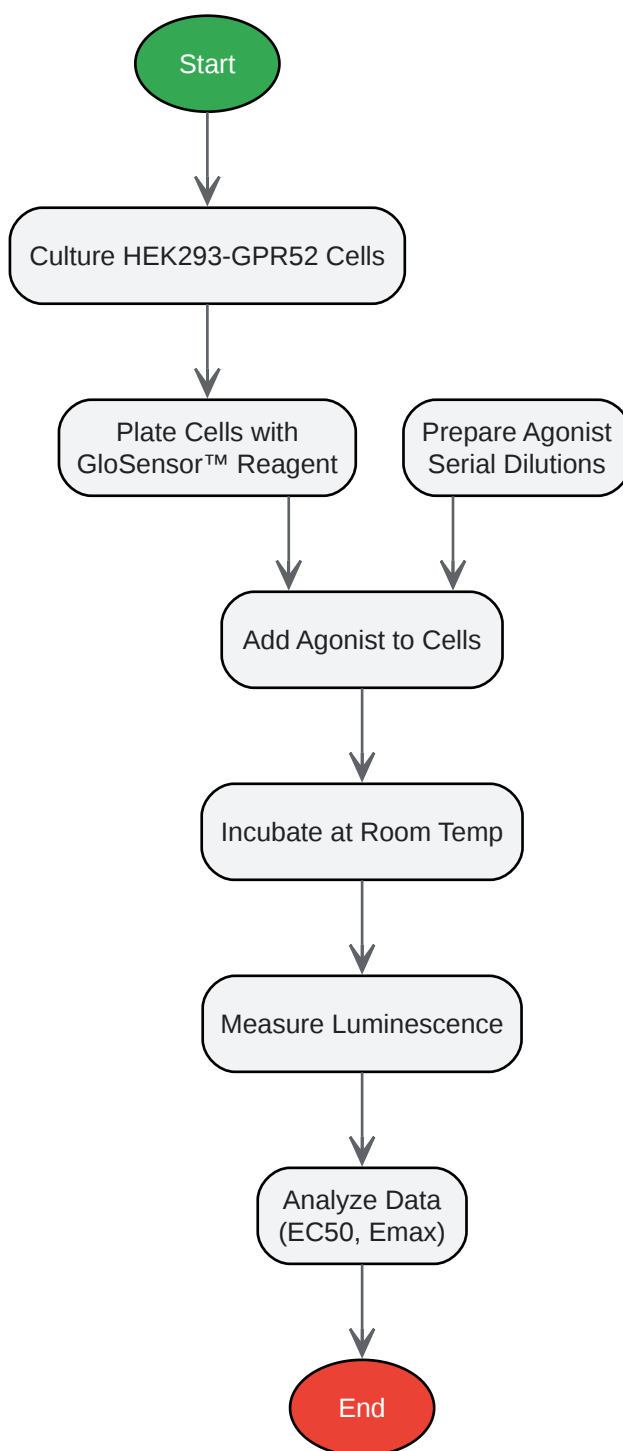 Start
Culture HEK293-GPR52 Cells
Plate Cells with
GloSensor™ Reagent
Prepare Agonist
Serial Dilutions
Add Agonist to Cells
Incubate at Room Temp
Measure Luminescence
Analyze Data
(EC50, Emax)
End